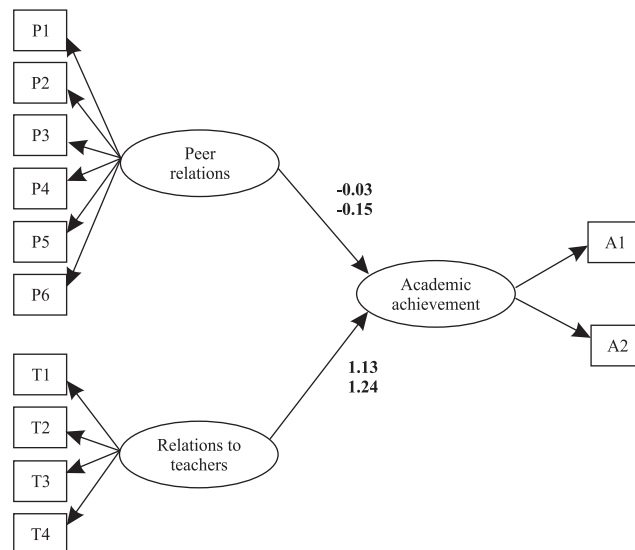 P1
P2
P3
P4
P5
P6
Peer
relations
-0.03
-0.15
Academic
achievement
A1
A2
1.13
1.24
T1
T2
T3
T4
Relations to
teachers